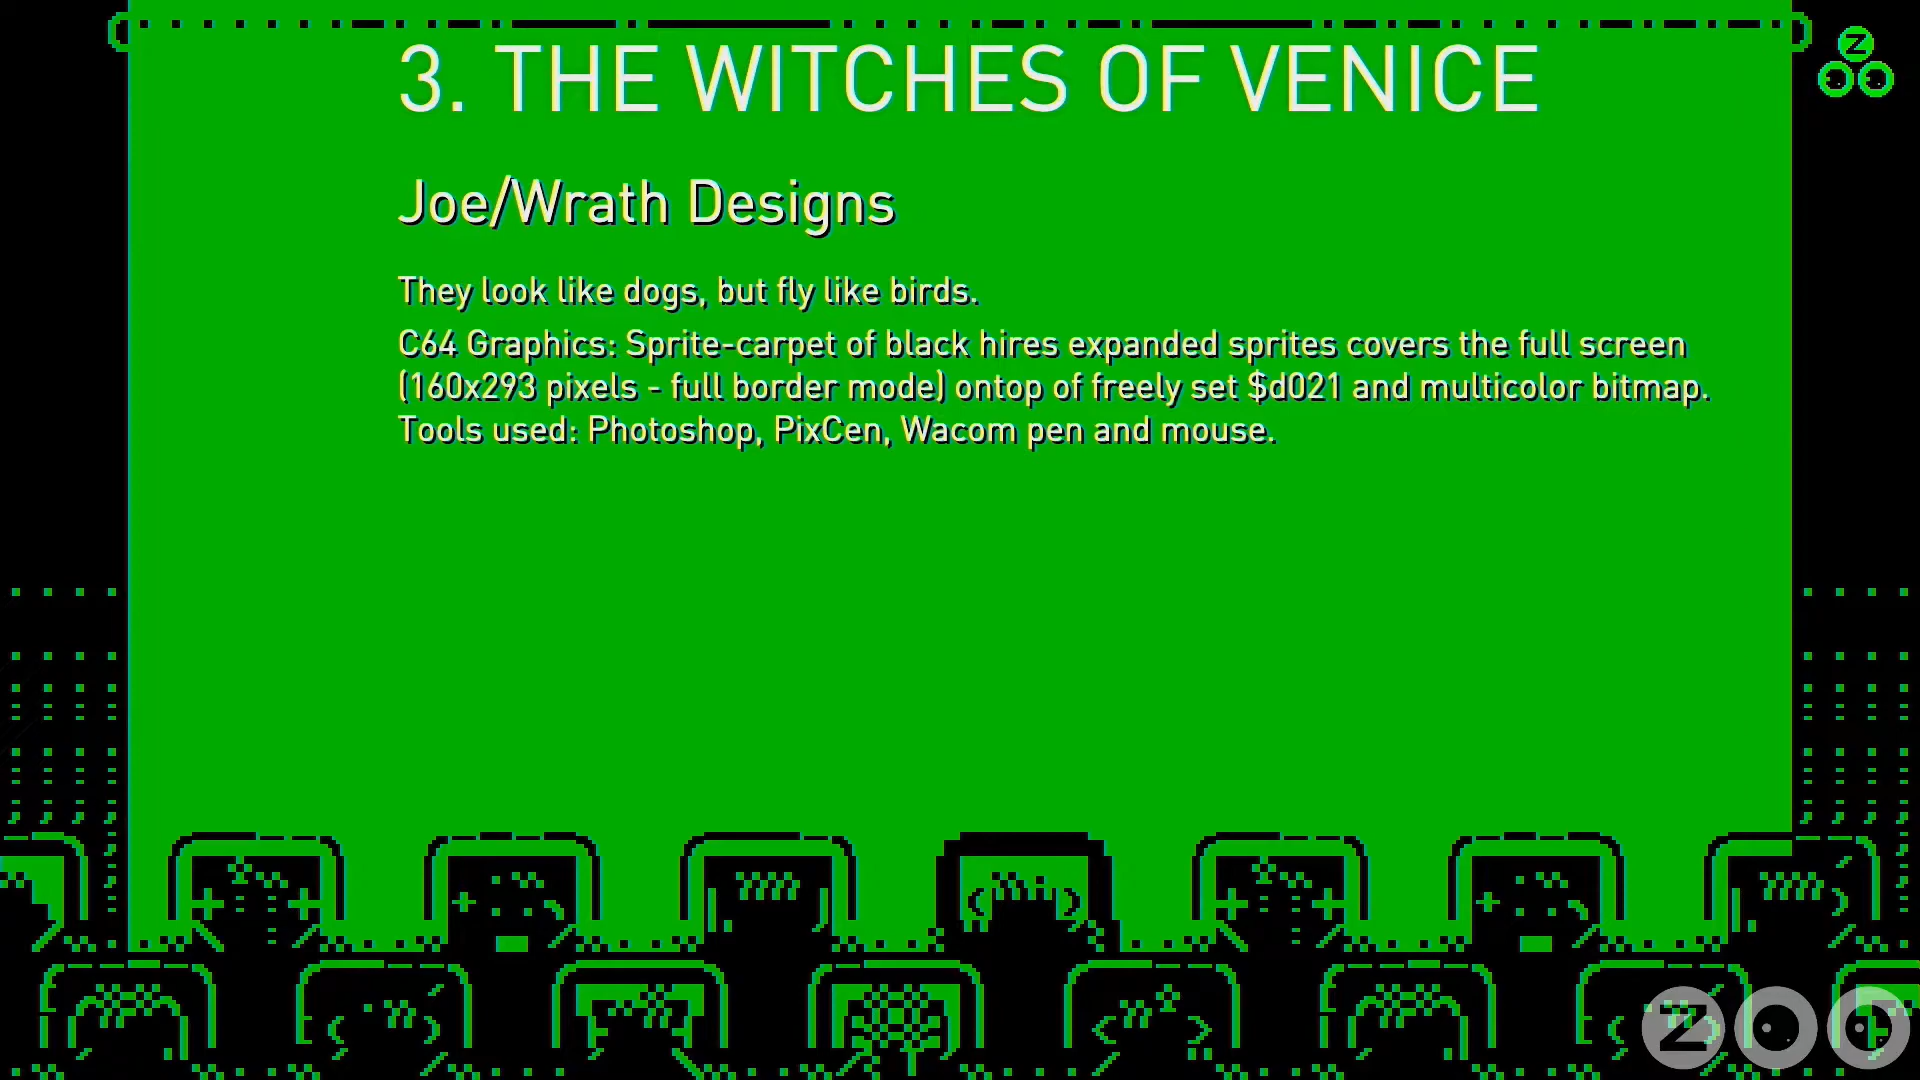 Z
3. THE WITCHES OF VENICE
Joe/Wrath Designs
They look like dogs, but fly like birds.
C64 Graphics: Sprite-carpet of black hires expanded sprites covers the full screen
(160x293 pixels - full border mode) ontop of freely set $d021 and multicolor bitmap.
Tools used: Photoshop, PixCen, Wacom pen and mouse.
ZOO